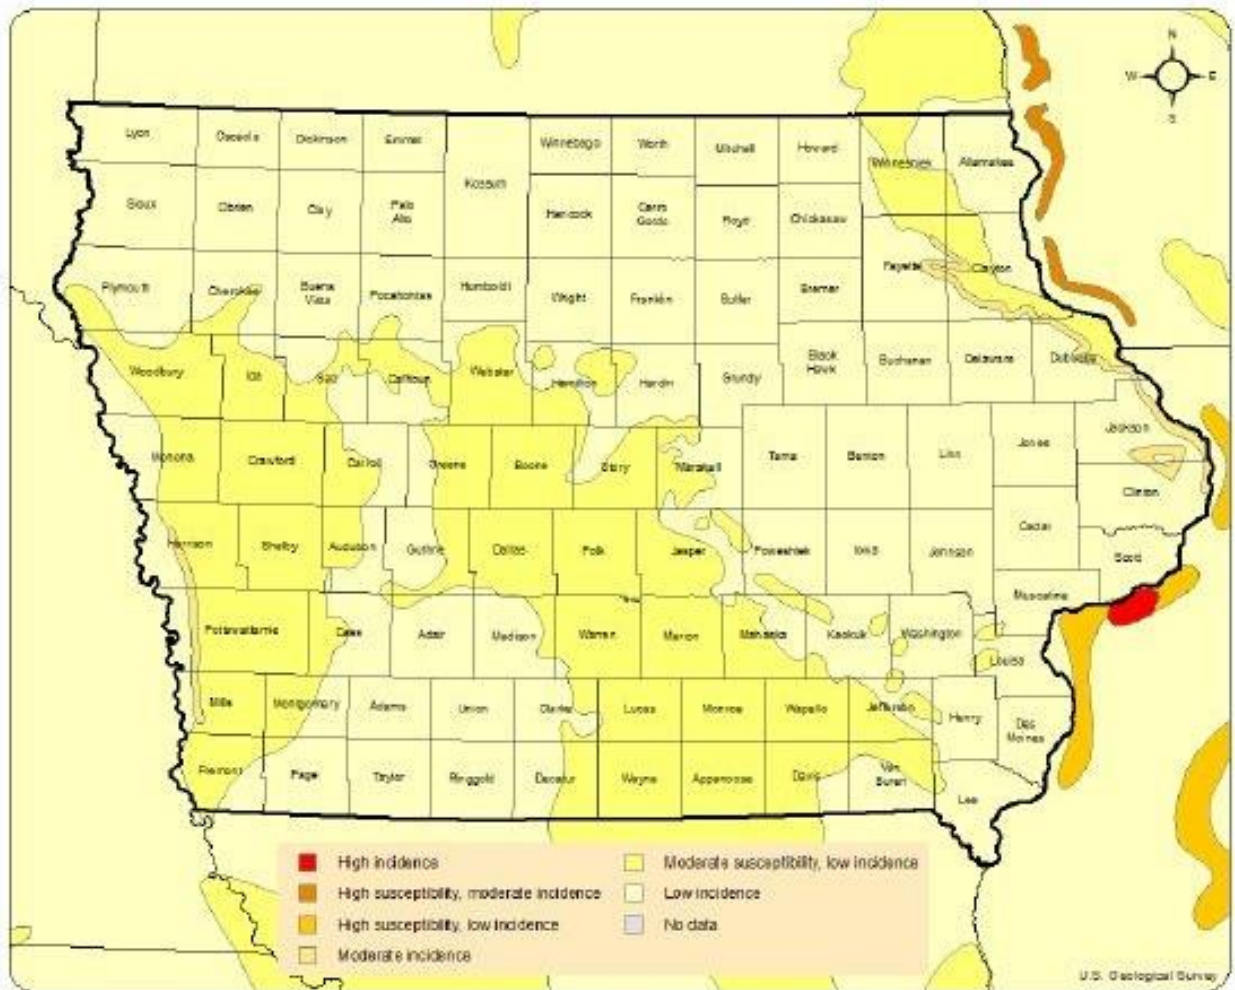 N
W E
S
Lyon Osceola Dickinson Emmet Winnebago Worth Mitchell Howard Winneshiek Allamakee
Kossuth
Sioux Obrien Clay Palo Alto Hancock Cerro Gordo Floyd Chickasaw
Plymouth Cherokee Buena Vista Pocahontas Humboldt Wright Franklin Butler Bremer Fayette Clayton
Woodbury Ida Sac Calhoun Webster Hamilton Hardin Grundy Black Hawk Buchanan Delaware Dubuque
Monona Crawford Carroll Greene Boone Story Marshall Tama Benton Linn Jones Jackson
Clinton
Harrison Shelby Audubon Guthrie Dallas Polk Jasper Poweshiek Iowa Johnson Cedar Scott
Muscatine
Pottawattamie Cass Adair Madison Warren Marion Mahaska Keokuk Washington Louisa
Mills Montgomery Adams Union Clarke Lucas Monroe Wapello Jefferson Henry Des Moines
Fremont Page Taylor Ringgold Decatur Wayne Appanoose Davis Van Buren Lee
High incidence
High susceptibility, moderate incidence
High susceptibility, low incidence
Moderate incidence
Moderate susceptibility, low incidence
Low incidence
No data
U.S. Geological Survey